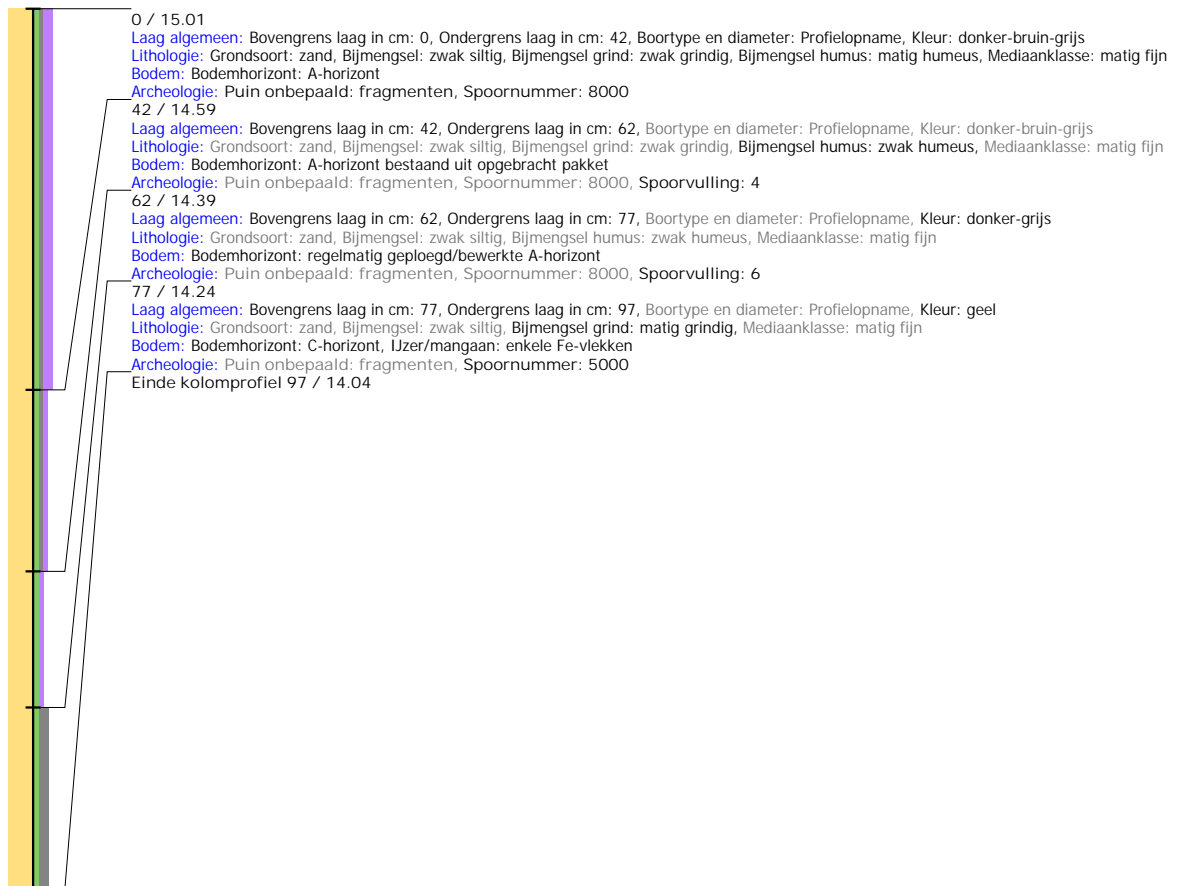 0 / 15.01
Laag algemeen: Bovengrens laag in cm: 0, Ondergrens laag in cm: 42, Boortype en diameter: Profielopname, Kleur: donker-bruin-grijs
Lithologie: Grondsoort: zand, Bijmengsel: zwak siltig, Bijmengsel grind: zwak grindig, Bijmengsel humus: matig humeus, Mediaanklasse: matig fijn
Bodem: Bodemhorizont: A-horizont
Archeologie: Puin onbepaald: fragmenten, Spoornummer: 8000
42 / 14.59
Laag algemeen: Bovengrens laag in cm: 42, Ondergrens laag in cm: 62, Boortype en diameter: Profielopname, Kleur: donker-bruin-grijs
Lithologie: Grondsoort: zand, Bijmengsel: zwak siltig, Bijmengsel grind: zwak grindig, Bijmengsel humus: zwak humeus, Mediaanklasse: matig fijn
Bodem: Bodemhorizont: A-horizont bestaand uit opgebracht pakket
Archeologie: Puin onbepaald: fragmenten, Spoornummer: 8000, Spoorvulling: 4
62 / 14.39
Laag algemeen: Bovengrens laag in cm: 62, Ondergrens laag in cm: 77, Boortype en diameter: Profielopname, Kleur: donker-grijs
Lithologie: Grondsoort: zand, Bijmengsel: zwak siltig, Bijmengsel humus: zwak humeus, Mediaanklasse: matig fijn
Bodem: Bodemhorizont: regelmatig geploegd/bewerkte A-horizont
Archeologie: Puin onbepaald: fragmenten, Spoornummer: 8000, Spoorvulling: 6
77 / 14.24
Laag algemeen: Bovengrens laag in cm: 77, Ondergrens laag in cm: 97, Boortype en diameter: Profielopname, Kleur: geel
Lithologie: Grondsoort: zand, Bijmengsel: zwak siltig, Bijmengsel grind: matig grindig, Mediaanklasse: matig fijn
Bodem: Bodemhorizont: C-horizont, IJzer/mangaan: enkele Fe-vlekken
Archeologie: Puin onbepaald: fragmenten, Spoornummer: 5000
Einde kolomprofiel 97 / 14.04